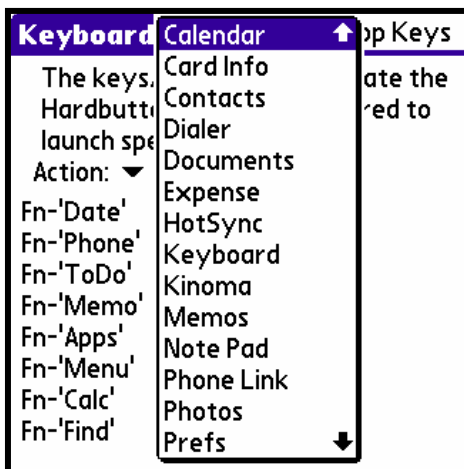 Keyboard
pp Keys
The keys
ate the
Hardbutt
red to
launch spe
Action:
Fn-'Date'
Fn-'Phone'
Fn-'ToDo'
Fn-'Memo'
Fn-'Apps'
Fn-'Menu'
Fn-'Calc'
Fn-'Find'
Calendar
Card Info
Contacts
Dialer
Documents
Expense
HotSync
Keyboard
Kinoma
Memos
Note Pad
Phone Link
Photos
Prefs